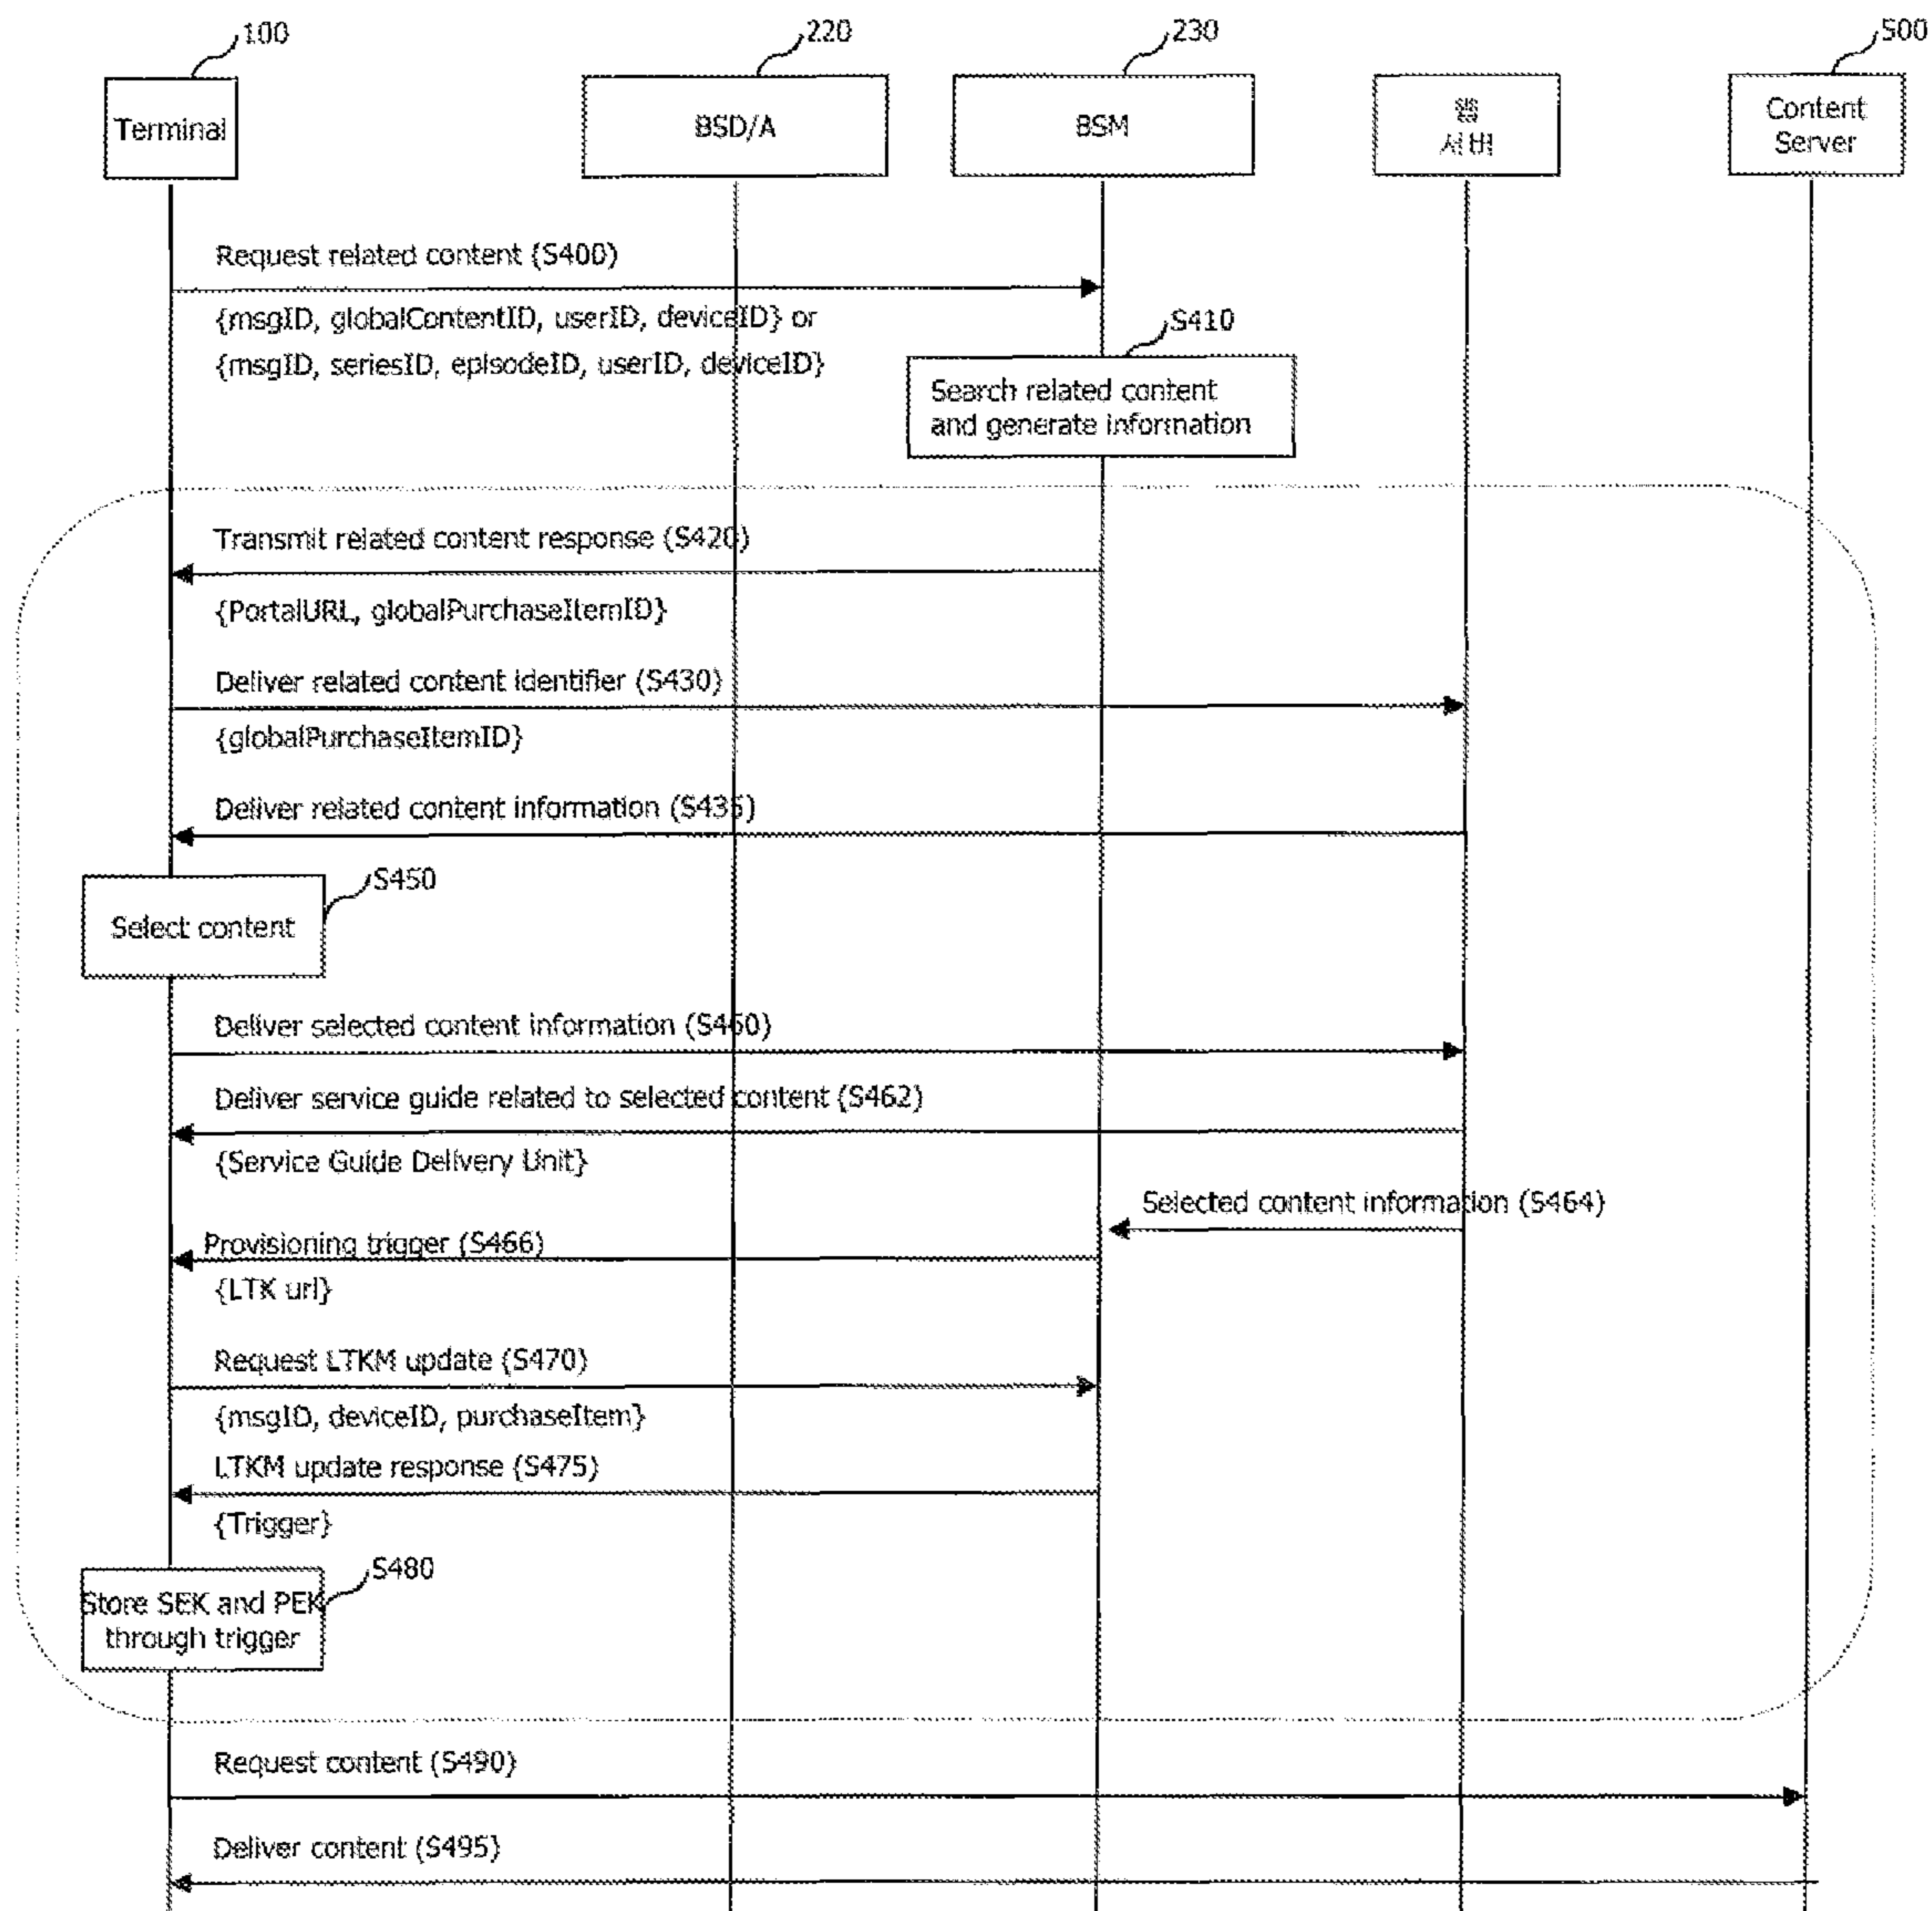 100
220
230
500
Terminal
BSD/A
BSM
웹
서버
Content
Server
Request related content (S400)
{msgID, globalContentID, userID, deviceID} or
{msgID, seriesID, episodeID, userID, deviceID}
S410
Search related content
and generate information
Transmit related content response (S420)
{PortalURL, globalPurchaseItemID}
Deliver related content identifier (S430)
{globalPurchaseItemID}
Deliver related content information (S435)
S450
Select content
Deliver selected content information (S460)
Deliver service guide related to selected content (S462)
{Service Guide Delivery Unit}
Selected content information (S464)
Provisioning trigger (S466)
{LTK url}
Request LTKM update (S470)
{msgID, deviceID, purchaseItem}
LTKM update response (S475)
{Trigger}
S480
Store SEK and PEK
through trigger
Request content (S490)
Deliver content (S495)